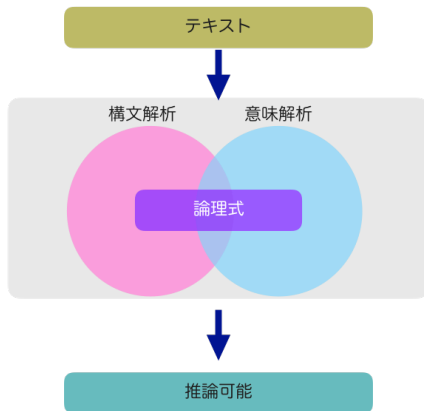 テキスト
構文解析
意味解析
論理式
推論可能